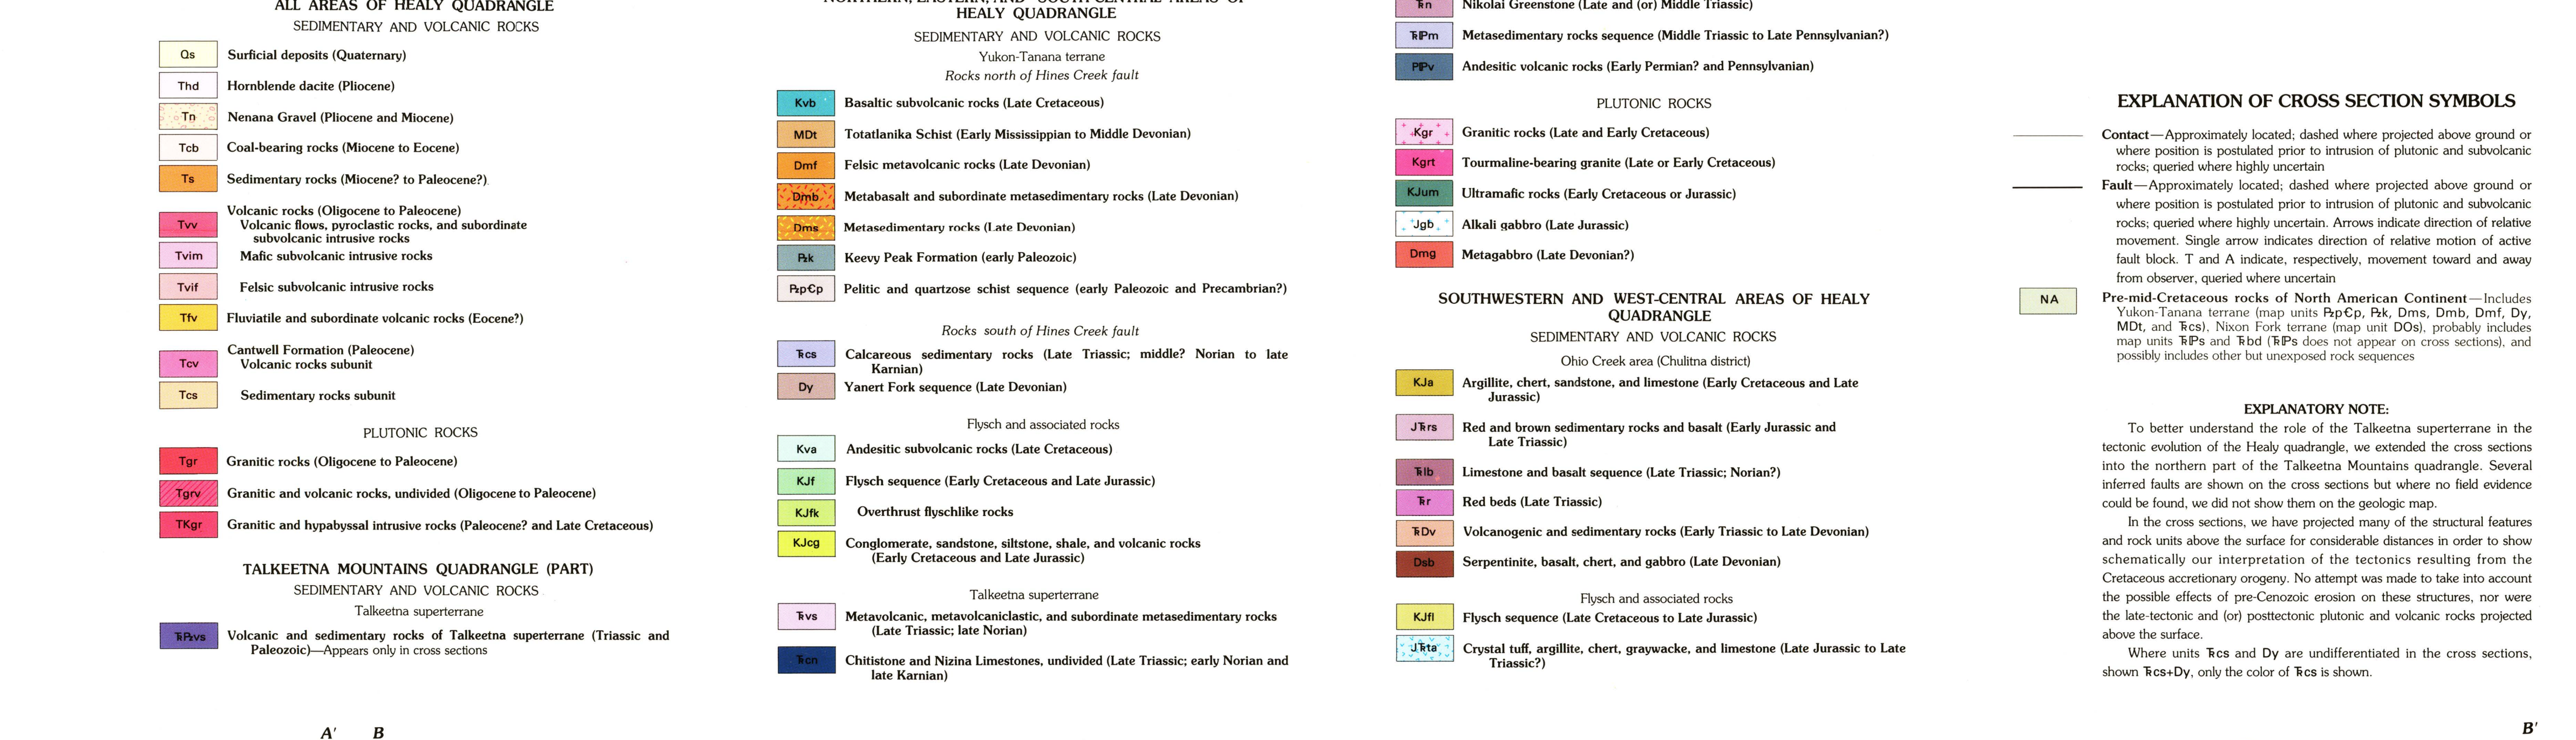 ALL AREAS OF HEALY QUADRANGLE
SEDIMENTARY AND VOLCANIC ROCKS
Qs Surficial deposits (Quaternary)
Thd Hornblende dacite (Pliocene)
Tn Nenana Gravel (Pliocene and Miocene)
Tcb Coal-bearing rocks (Miocene to Eocene)
Ts Sedimentary rocks (Miocene? to Paleocene?)
Volcanic rocks (Oligocene to Paleocene)
Tvv Volcanic flows, pyroclastic rocks, and subordinate
subvolcanic intrusive rocks
Tvim Mafic subvolcanic intrusive rocks
Tvif Felsic subvolcanic intrusive rocks
Tfv Fluviatile and subordinate volcanic rocks (Eocene?)
Cantwell Formation (Paleocene)
Tcv Volcanic rocks subunit
Tcs Sedimentary rocks subunit
PLUTONIC ROCKS
Tgr Granitic rocks (Oligocene to Paleocene)
Tgrv Granitic and volcanic rocks, undivided (Oligocene to Paleocene)
TKgr Granitic and hypabyssal intrusive rocks (Paleocene? and Late Cretaceous)
TALKEETNA MOUNTAINS QUADRANGLE (PART)
SEDIMENTARY AND VOLCANIC ROCKS
Talkeetna superterrane
TRPzvs Volcanic and sedimentary rocks of Talkeetna superterrane (Triassic and
Paleozoic)—Appears only in cross sections
A' B
NORTHERN, EASTERN, AND SOUTH-CENTRAL AREAS OF
HEALY QUADRANGLE
SEDIMENTARY AND VOLCANIC ROCKS
Yukon-Tanana terrane
Rocks north of Hines Creek fault
Kvb Basaltic subvolcanic rocks (Late Cretaceous)
MDt Totatlanika Schist (Early Mississippian to Middle Devonian)
Dmf Felsic metavolcanic rocks (Late Devonian)
Dmb Metabasalt and subordinate metasedimentary rocks (Late Devonian)
Dms Metasedimentary rocks (Late Devonian)
Pzk Keevy Peak Formation (early Paleozoic)
Pzp€p Pelitic and quartzose schist sequence (early Paleozoic and Precambrian?)
Rocks south of Hines Creek fault
TRcs Calcareous sedimentary rocks (Late Triassic; middle? Norian to late
Karnian)
Dy Yanert Fork sequence (Late Devonian)
Flysch and associated rocks
Kva Andesitic subvolcanic rocks (Late Cretaceous)
KJf Flysch sequence (Early Cretaceous and Late Jurassic)
KJfk Overthrust flyschlike rocks
KJcg Conglomerate, sandstone, siltstone, shale, and volcanic rocks
(Early Cretaceous and Late Jurassic)
Talkeetna superterrane
TRvs Metavolcanic, metavolcaniclastic, and subordinate metasedimentary rocks
(Late Triassic; late Norian)
TRcn Chitistone and Nizina Limestones, undivided (Late Triassic; early Norian and
late Karnian)
TRn Nikolai Greenstone (Late and (or) Middle Triassic)
TRIPm Metasedimentary rocks sequence (Middle Triassic to Late Pennsylvanian?)
PIPv Andesitic volcanic rocks (Early Permian? and Pennsylvanian)
PLUTONIC ROCKS
Kgr Granitic rocks (Late and Early Cretaceous)
Kgrt Tourmaline-bearing granite (Late or Early Cretaceous)
KJum Ultramafic rocks (Early Cretaceous or Jurassic)
Jgb Alkali gabbro (Late Jurassic)
Dmg Metagabbro (Late Devonian?)
SOUTHWESTERN AND WEST-CENTRAL AREAS OF HEALY
QUADRANGLE
SEDIMENTARY AND VOLCANIC ROCKS
Ohio Creek area (Chulitna district)
KJa Argillite, chert, sandstone, and limestone (Early Cretaceous and Late
Jurassic)
JTRrs Red and brown sedimentary rocks and basalt (Early Jurassic and
Late Triassic)
TRlb Limestone and basalt sequence (Late Triassic; Norian?)
TRr Red beds (Late Triassic)
TRDv Volcanogenic and sedimentary rocks (Early Triassic to Late Devonian)
Dsb Serpentinite, basalt, chert, and gabbro (Late Devonian)
Flysch and associated rocks
KJfl Flysch sequence (Late Cretaceous to Late Jurassic)
JTRta Crystal tuff, argillite, chert, graywacke, and limestone (Late Jurassic to Late
Triassic?)
EXPLANATION OF CROSS SECTION SYMBOLS
Contact—Approximately located; dashed where projected above ground or
where position is postulated prior to intrusion of plutonic and subvolcanic
rocks; queried where highly uncertain
Fault—Approximately located; dashed where projected above ground or
where position is postulated prior to intrusion of plutonic and subvolcanic
rocks; queried where highly uncertain. Arrows indicate direction of relative
movement. Single arrow indicates direction of relative motion of active
fault block. T and A indicate, respectively, movement toward and away
from observer, queried where uncertain
NA Pre-mid-Cretaceous rocks of North American Continent—Includes
Yukon-Tanana terrane (map units Pzp€p, Pzk, Dms, Dmb, Dmf, Dy,
MDt, and TRcs), Nixon Fork terrane (map unit DOs), probably includes
map units TRIPs and TRbd (TRIPs does not appear on cross sections), and
possibly includes other but unexposed rock sequences
EXPLANATORY NOTE:
To better understand the role of the Talkeetna superterrane in the
tectonic evolution of the Healy quadrangle, we extended the cross sections
into the northern part of the Talkeetna Mountains quadrangle. Several
inferred faults are shown on the cross sections but where no field evidence
could be found, we did not show them on the geologic map.
In the cross sections, we have projected many of the structural features
and rock units above the surface for considerable distances in order to show
schematically our interpretation of the tectonics resulting from the
Cretaceous accretionary orogeny. No attempt was made to take into account
the possible effects of pre-Cenozoic erosion on these structures, nor were
the late-tectonic and (or) posttectonic plutonic and volcanic rocks projected
above the surface.
Where units TRcs and Dy are undifferentiated in the cross sections,
shown TRcs+Dy, only the color of TRcs is shown.
B'